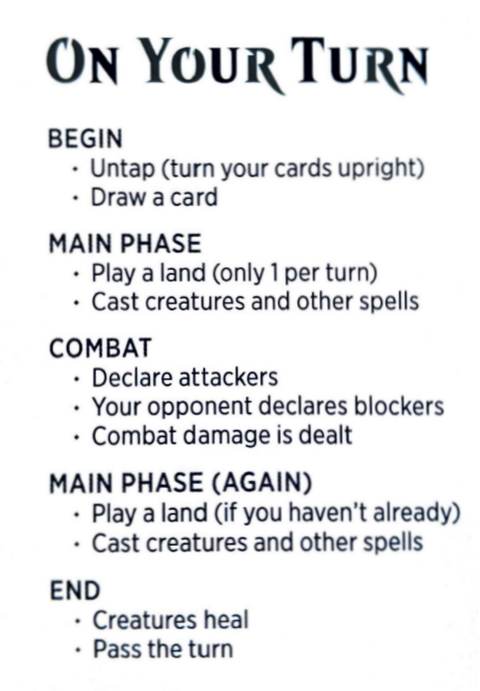 On Your Turn
BEGIN
· Untap (turn your cards upright)
· Draw a card
MAIN PHASE
· Play a land (only 1 per turn)
· Cast creatures and other spells
COMBAT
· Declare attackers
· Your opponent declares blockers
· Combat damage is dealt
MAIN PHASE (AGAIN)
· Play a land (if you haven't already)
· Cast creatures and other spells
END
· Creatures heal
· Pass the turn